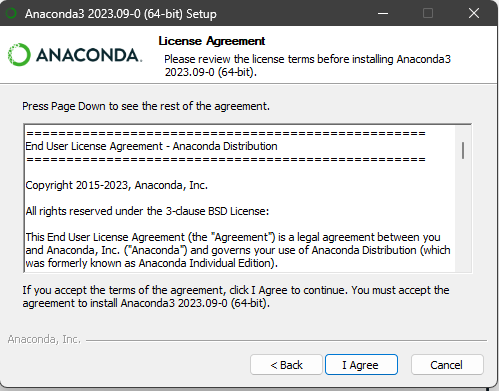 Anaconda3 2023.09-0 (64-bit) Setup
ANACONDA.
License Agreement
Please review the license terms before installing Anaconda3
2023.09-0 (64-bit).
Press Page Down to see the rest of the agreement.
====================================================
End User License Agreement - Anaconda Distribution
====================================================
Copyright 2015-2023, Anaconda, Inc.
All rights reserved under the 3-clause BSD License:
This End User License Agreement (the "Agreement") is a legal agreement between you
and Anaconda, Inc. ("Anaconda") and governs your use of Anaconda Distribution (which
was formerly known as Anaconda Individual Edition).
If you accept the terms of the agreement, click I Agree to continue. You must accept the
agreement to install Anaconda3 2023.09-0 (64-bit).
Anaconda, Inc.
< Back
I Agree
Cancel